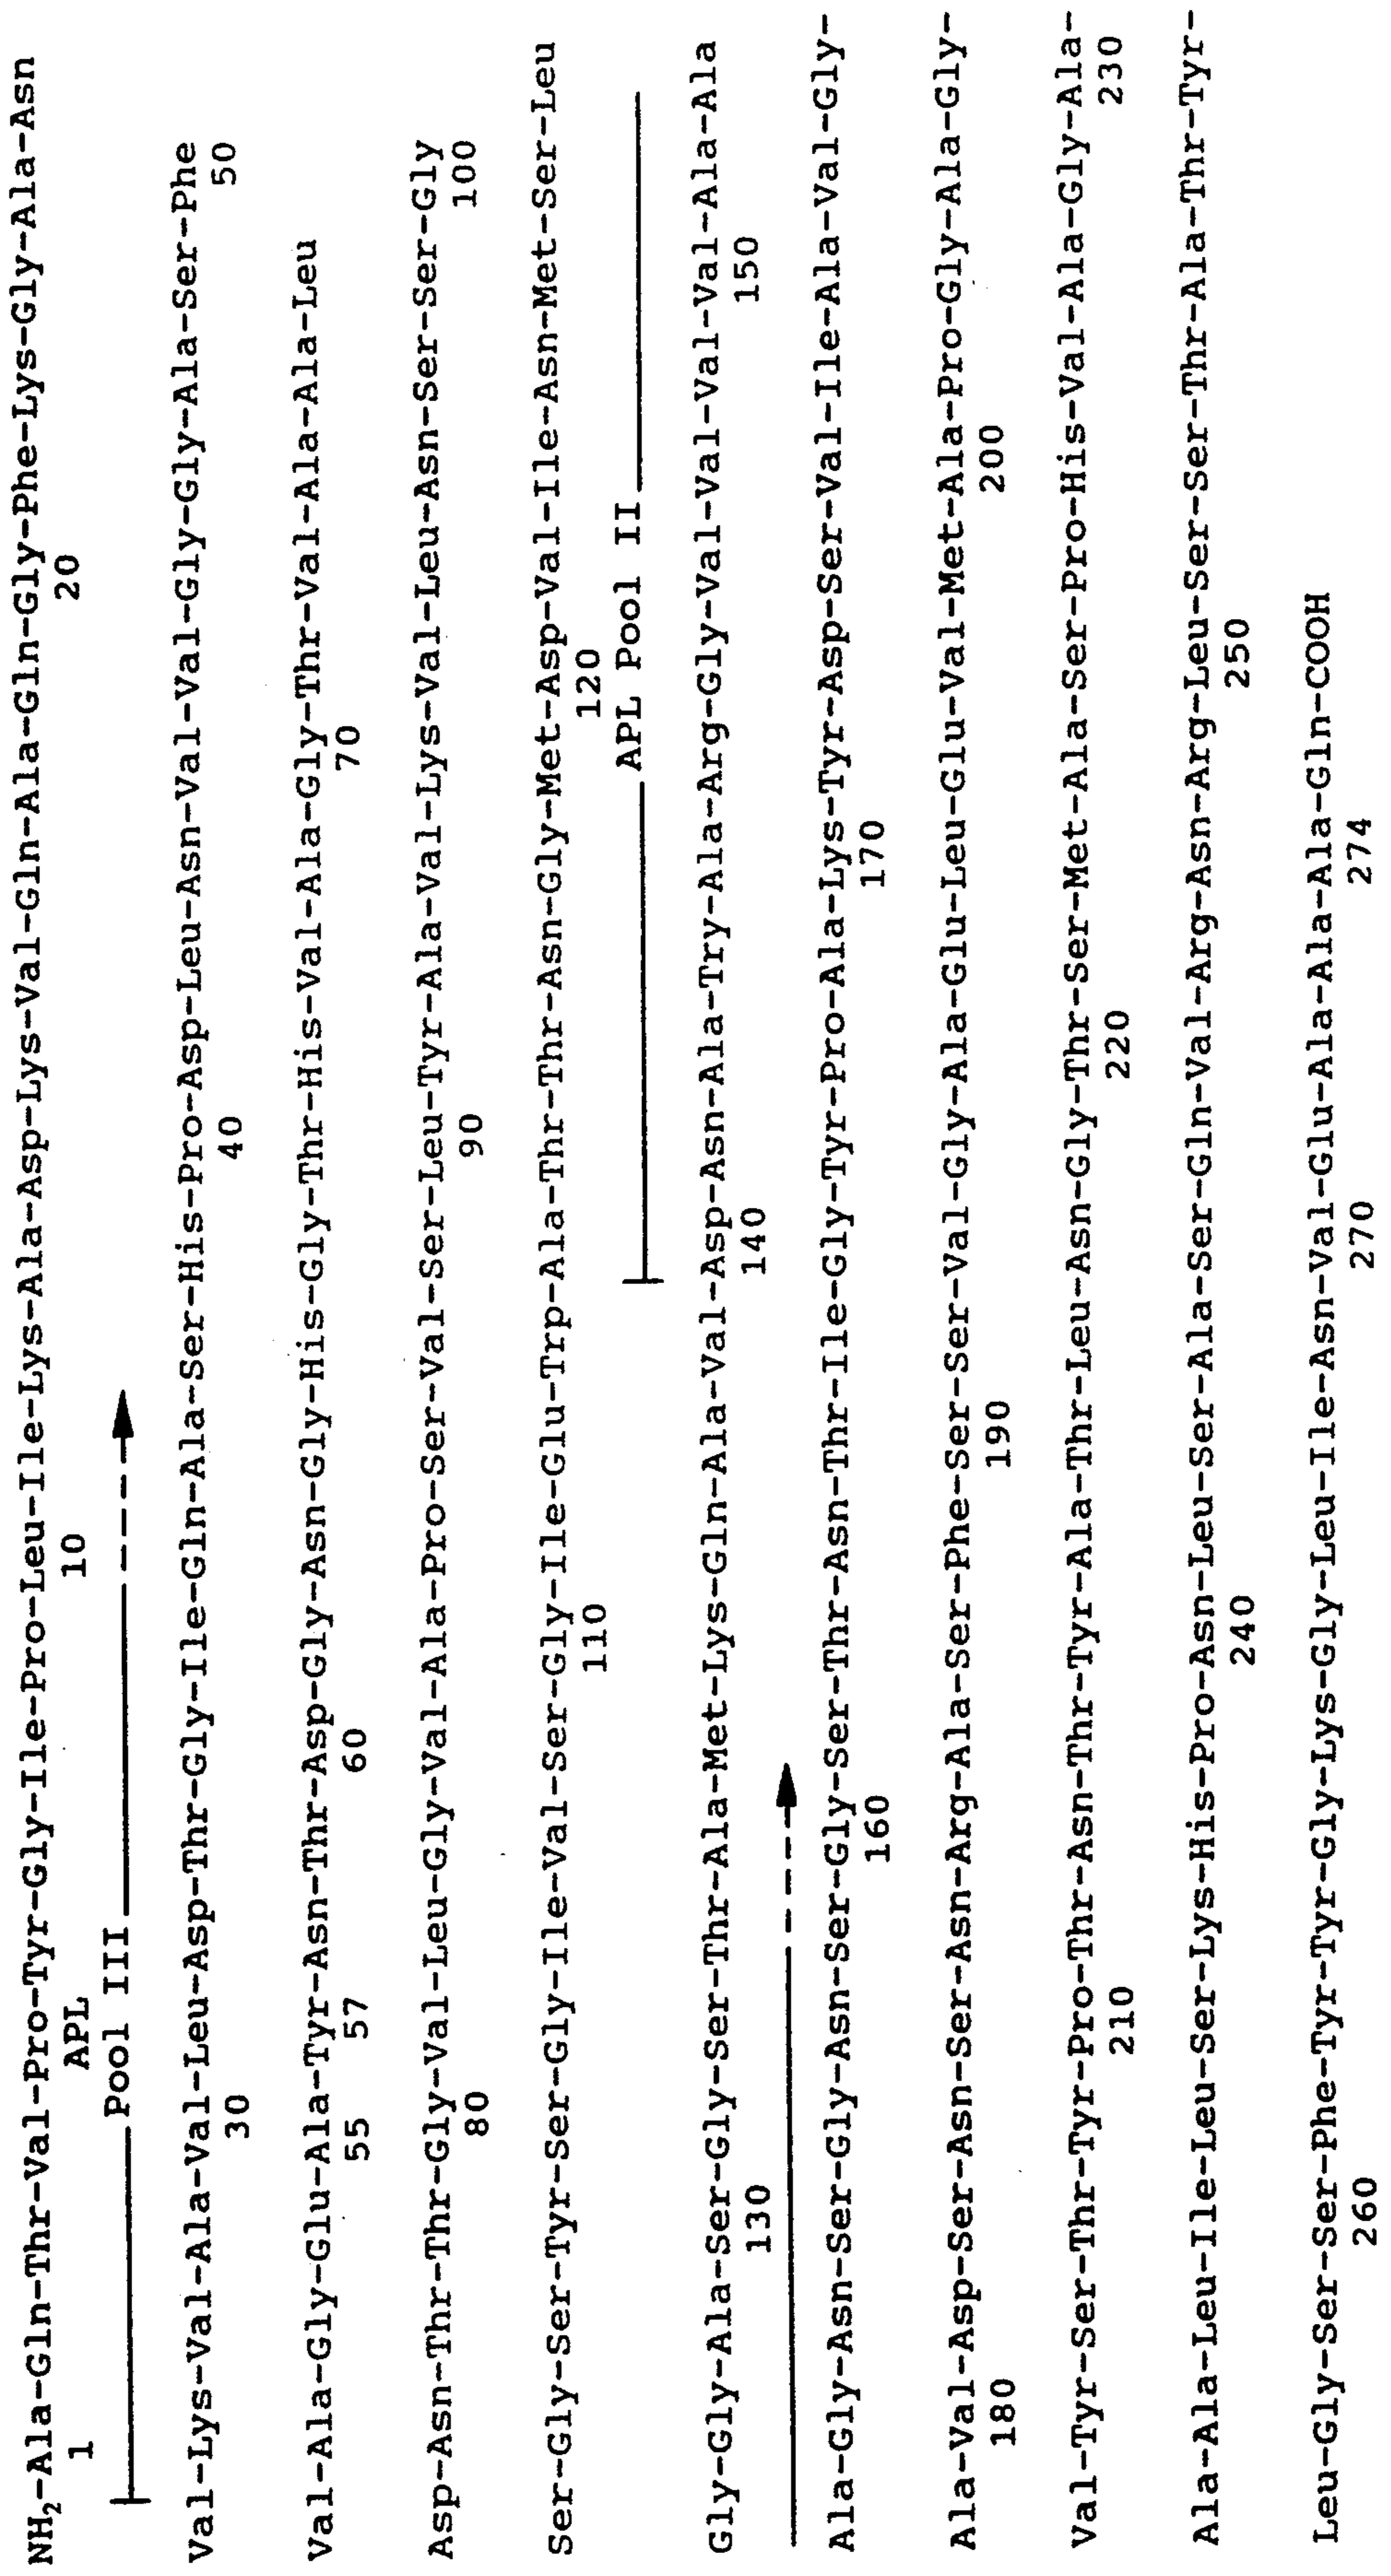 NH2-Ala-Gln-Thr-Val-Pro-Tyr-Gly-Ile-Pro-Leu-Ile-Lys-Ala-Asp-Lys-Val-Gln-Ala-Gln-Gly-Phe-Lys-Gly-Ala-Asn
1 10 20
APL
Pool III
Val-Lys-Val-Ala-Val-Leu-Asp-Thr-Gly-Ile-Gln-Ala-Ser-His-Pro-Asp-Leu-Asn-Val-Val-Gly-Gly-Ala-Ser-Phe
30 40 50
Val-Ala-Gly-Glu-Ala-Tyr-Asn-Thr-Asp-Gly-Asn-Gly-His-Gly-Thr-His-Val-Ala-Gly-Thr-Val-Ala-Ala-Leu
55 57 60 70
Asp-Asn-Thr-Thr-Gly-Val-Leu-Gly-Val-Ala-Pro-Ser-Val-Ser-Leu-Tyr-Ala-Val-Lys-Val-Leu-Asn-Ser-Ser-Gly
80 90 100
Ser-Gly-Ser-Tyr-Ser-Gly-Ile-Val-Ser-Gly-Ile-Glu-Trp-Ala-Thr-Thr-Asn-Gly-Met-Asp-Val-Ile-Asn-Met-Ser-Leu
110 120
APL Pool II
Gly-Gly-Ala-Ser-Gly-Ser-Thr-Ala-Met-Lys-Gln-Ala-Val-Asp-Asn-Ala-Try-Ala-Arg-Gly-Val-Val-Val-Val-Ala-Ala
130 140 150
Ala-Gly-Asn-Ser-Gly-Asn-Ser-Gly-Ser-Thr-Asn-Thr-Ile-Gly-Tyr-Pro-Ala-Lys-Tyr-Asp-Ser-Val-Ile-Ala-Val-Gly-
160 170
Ala-Val-Asp-Ser-Asn-Ser-Asn-Arg-Ala-Ser-Phe-Ser-Ser-Val-Gly-Ala-Glu-Leu-Glu-Val-Met-Ala-Pro-Gly-Ala-Gly-
180 190 200
Val-Tyr-Ser-Thr-Tyr-Pro-Thr-Asn-Thr-Tyr-Ala-Thr-Leu-Asn-Gly-Thr-Ser-Met-Ala-Ser-Pro-His-Val-Ala-Gly-Ala-
210 220 230
Ala-Ala-Leu-Ile-Leu-Ser-Lys-His-Pro-Asn-Leu-Ser-Ala-Ser-Gln-Val-Arg-Asn-Arg-Leu-Ser-Ser-Thr-Ala-Thr-Tyr-
240 250
Leu-Gly-Ser-Ser-Phe-Tyr-Tyr-Gly-Lys-Gly-Leu-Ile-Asn-Val-Glu-Ala-Ala-Ala-Gln-COOH
260 270 274